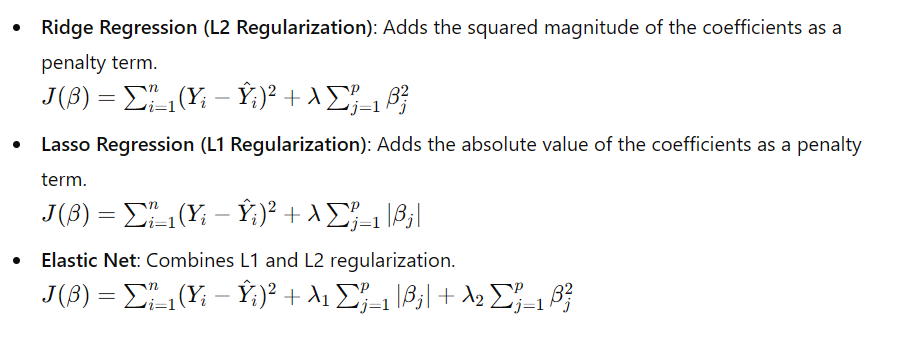 • Ridge Regression (L2 Regularization): Adds the squared magnitude of the coefficients as a
penalty term.
J(β) = ∑ⁿᵢ₌₁(Yᵢ − Ŷᵢ)² + λ ∑ᵖⱼ₌₁ βⱼ²
• Lasso Regression (L1 Regularization): Adds the absolute value of the coefficients as a penalty
term.
J(β) = ∑ⁿᵢ₌₁(Yᵢ − Ŷᵢ)² + λ ∑ᵖⱼ₌₁ |βⱼ|
• Elastic Net: Combines L1 and L2 regularization.
J(β) = ∑ⁿᵢ₌₁(Yᵢ − Ŷᵢ)² + λ₁ ∑ᵖⱼ₌₁ |βⱼ| + λ₂ ∑ᵖⱼ₌₁ βⱼ²